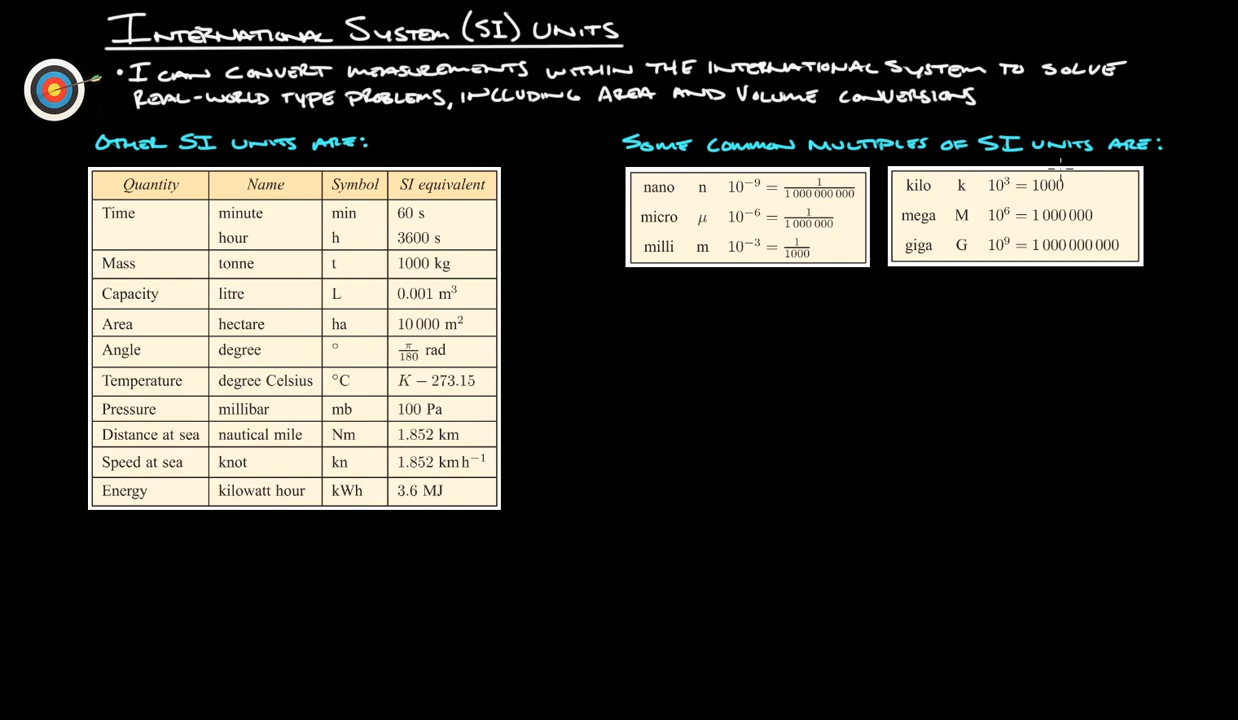 INTERNATIONAL SYSTEM (SI) UNITS
• I CAN CONVERT MEASUREMENTS WITHIN THE INTERNATIONAL SYSTEM TO SOLVE
REAL-WORLD TYPE PROBLEMS, INCLUDING AREA AND VOLUME CONVERSIONS
OTHER SI UNITS ARE:
Quantity Name Symbol SI equivalent
Time minute min 60 s
hour h 3600 s
Mass tonne t 1000 kg
Capacity litre L 0.001 m³
Area hectare ha 10 000 m²
Angle degree ° π/180 rad
Temperature degree Celsius °C K − 273.15
Pressure millibar mb 100 Pa
Distance at sea nautical mile Nm 1.852 km
Speed at sea knot kn 1.852 km h⁻¹
Energy kilowatt hour kWh 3.6 MJ
SOME COMMON MULTIPLES OF SI UNITS ARE:
nano n 10⁻⁹ = 1/1 000 000 000
micro μ 10⁻⁶ = 1/1 000 000
milli m 10⁻³ = 1/1000
kilo k 10³ = 1000
mega M 10⁶ = 1 000 000
giga G 10⁹ = 1 000 000 000